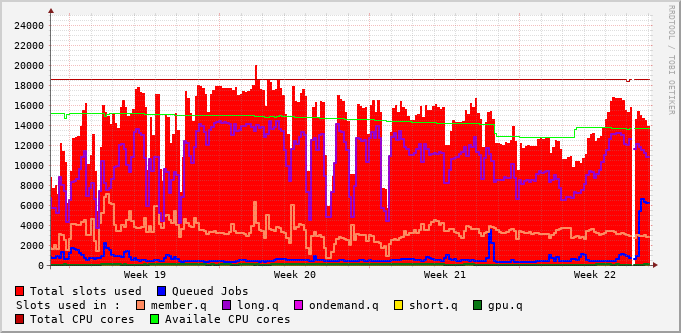 RRDTOOL / TOBI OETIKER
24000
22000
20000
18000
16000
14000
12000
10000
8000
6000
4000
2000
0
Week 19 Week 20 Week 21 Week 22
Total slots used Queued Jobs
Slots used in : member.q long.q ondemand.q short.q gpu.q
Total CPU cores Availale CPU cores